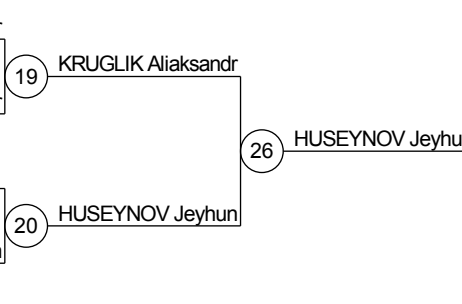 KRUGLIK Aliaksandr
19
HUSEYNOV Jeyhu
26
HUSEYNOV Jeyhun
20